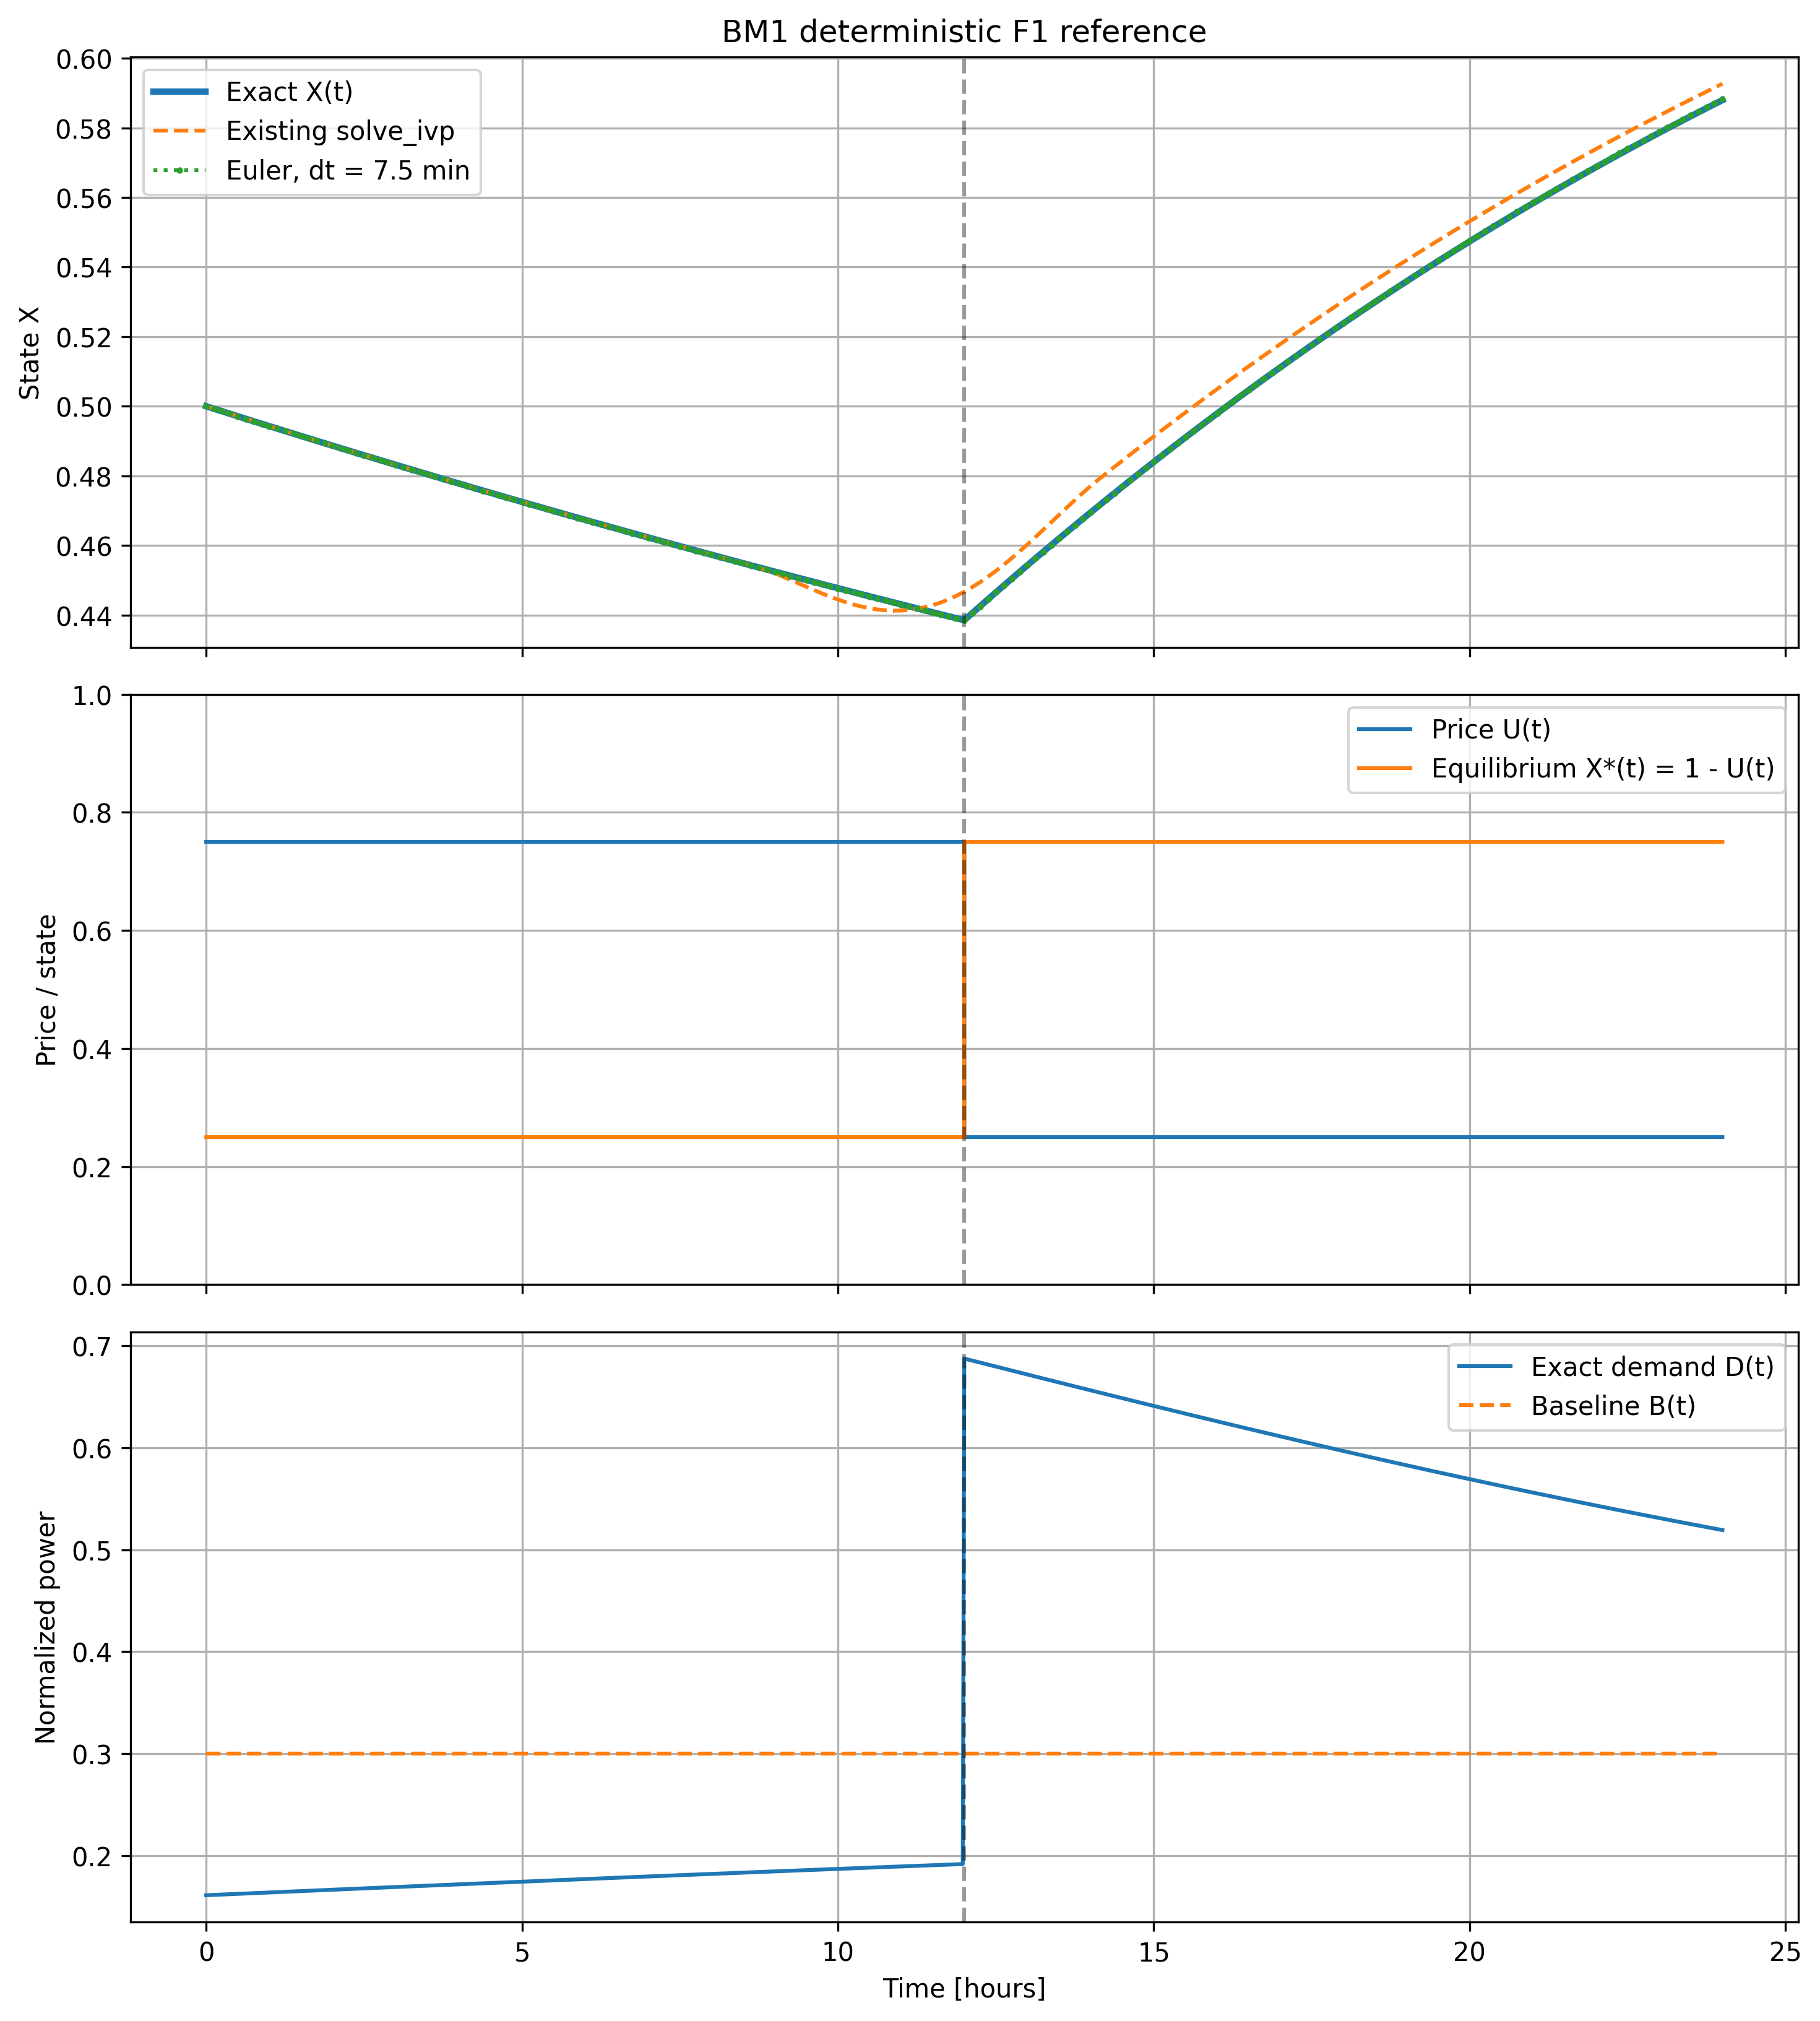 BM1 deterministic F1 reference
0.60
0.58
0.56
0.54
0.52
0.50
0.48
0.46
0.44
State X
Exact X(t)
Existing solve_ivp
Euler, dt = 7.5 min
1.0
0.8
0.6
0.4
0.2
0.0
Price / state
Price U(t)
Equilibrium X*(t) = 1 - U(t)
0.7
0.6
0.5
0.4
0.3
0.2
Normalized power
Exact demand D(t)
Baseline B(t)
0 5 10 15 20 25
Time [hours]